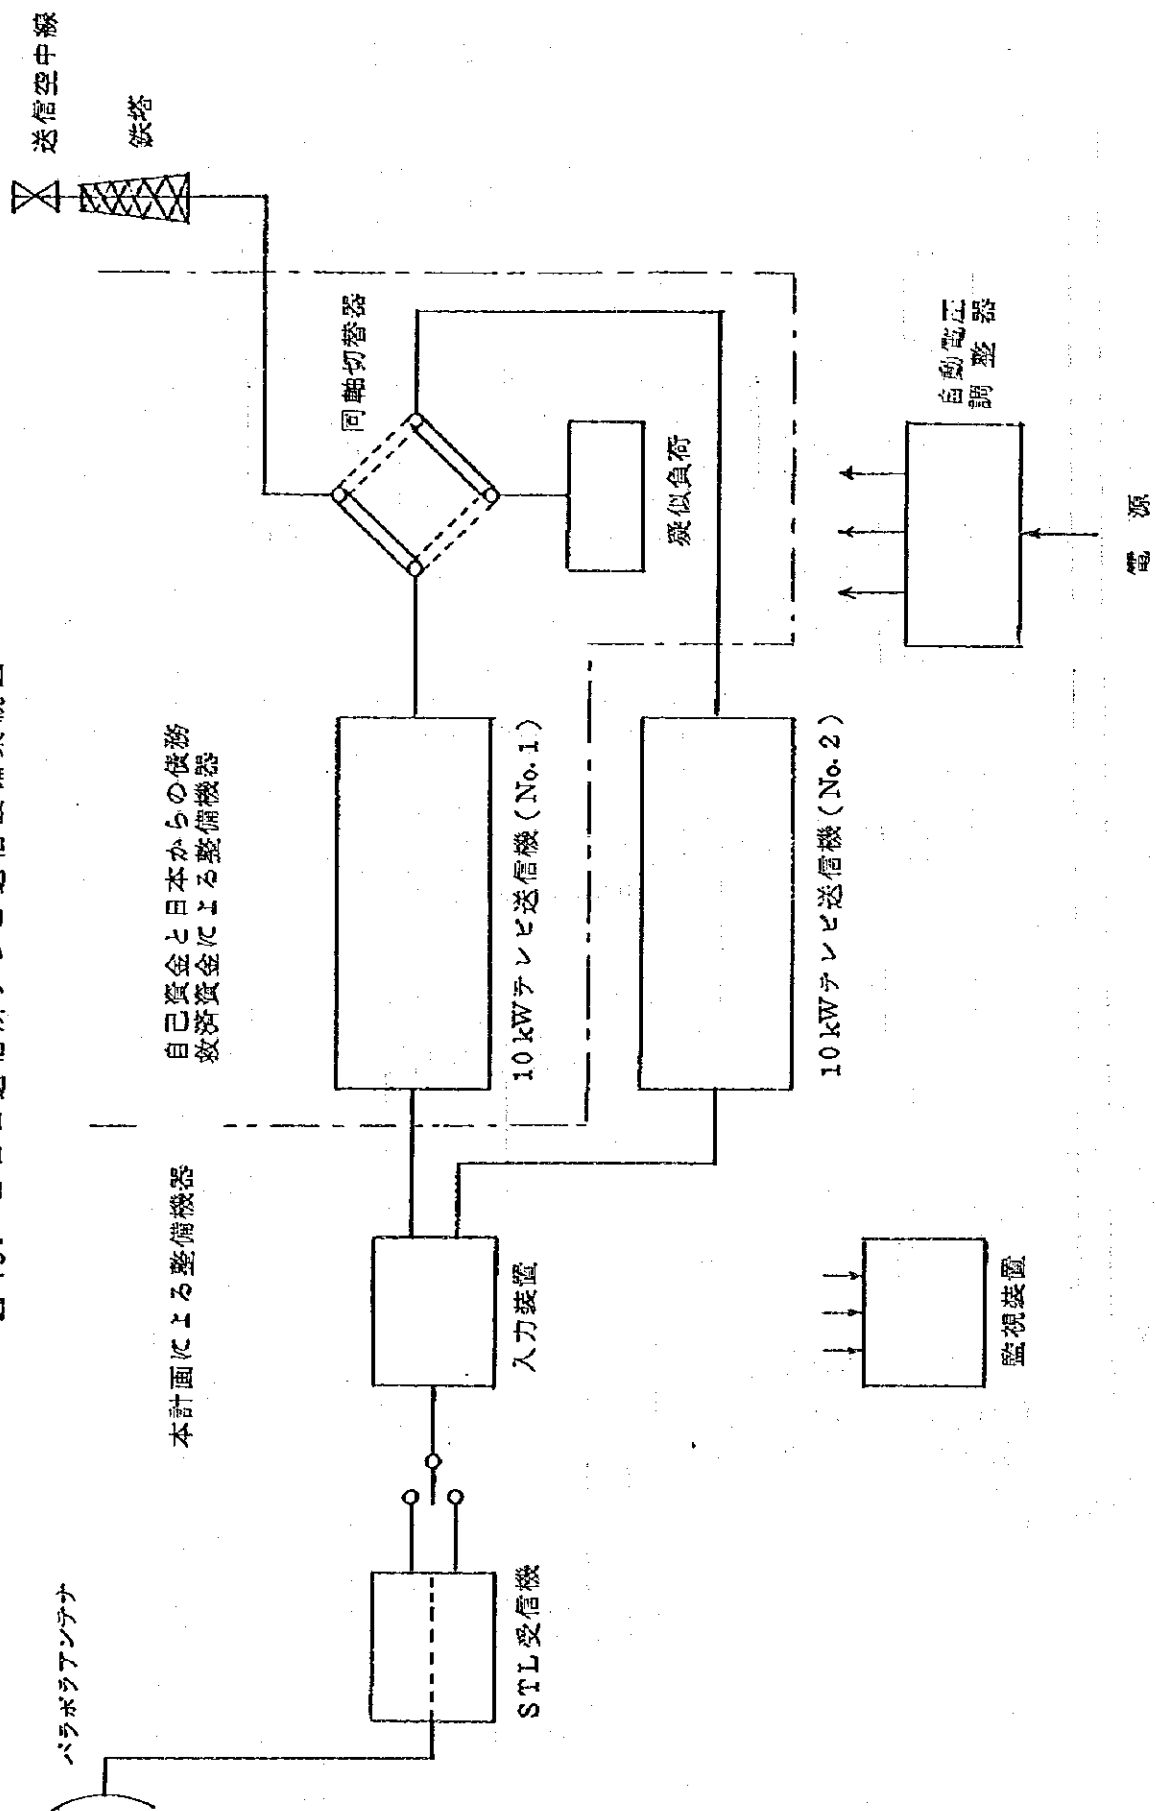 パラボラアンテナ
送信空中線
鉄塔
本計画による整備機器
自己資金と日本からの債務
救済資金による整備機器
同軸切替器
STL受信機
入力装置
10kWテレビ送信機(No.1)
疑似負荷
10kWテレビ送信機(No.2)
監視装置
自動電圧
調整器
電源